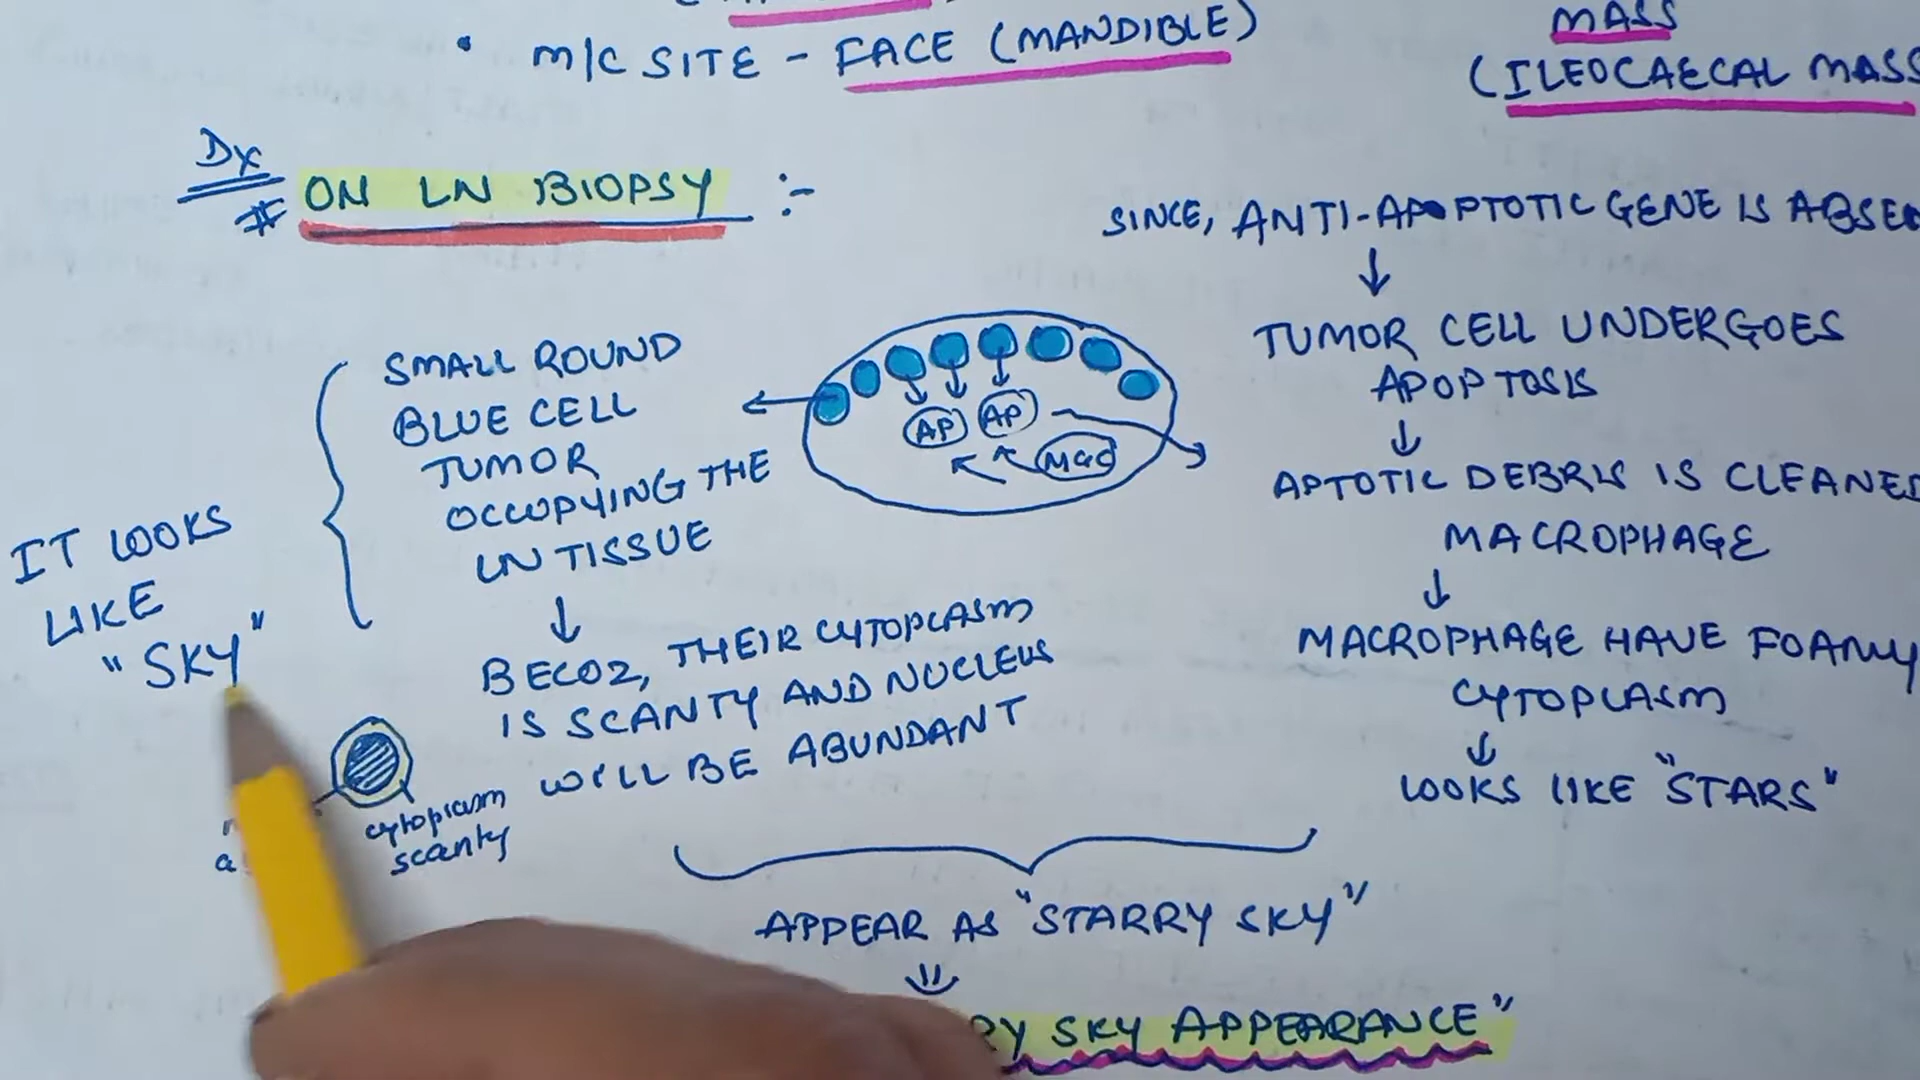 • M/C SITE - FACE (MANDIBLE)
MASS
(ILEOCAECAL MASS
Dx
# ON LN BIOPSY :-
SINCE, ANTI-APOPTOTIC GENE IS ABSE
TUMOR CELL UNDERGOES
APOPTOSIS
APTOTIC DEBRIS IS CLEANED
MACROPHAGE
MACROPHAGE HAVE FOAMY
CYTOPLASM
LOOKS LIKE "STARS"
SMALL ROUND
BLUE CELL
TUMOR
OCCUPYING THE
LN TISSUE
AP AP
MAC
IT LOOKS
LIKE
"SKY"
BECOZ, THEIR CYTOPLASM
IS SCANTY AND NUCLEUS
WILL BE ABUNDANT
cytoplasm
scanty
APPEAR AS "STARRY SKY"
RY SKY APPEARANCE"